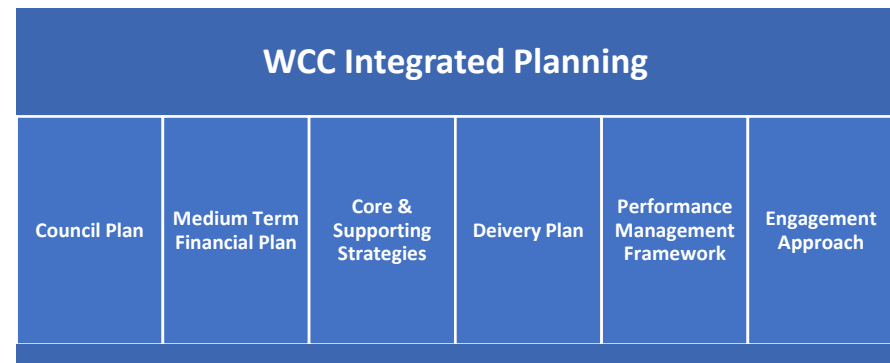 WCC Integrated Planning
Council Plan
Medium Term
Financial Plan
Core &
Supporting
Strategies
Deivery Plan
Performance
Management
Framework
Engagement
Approach